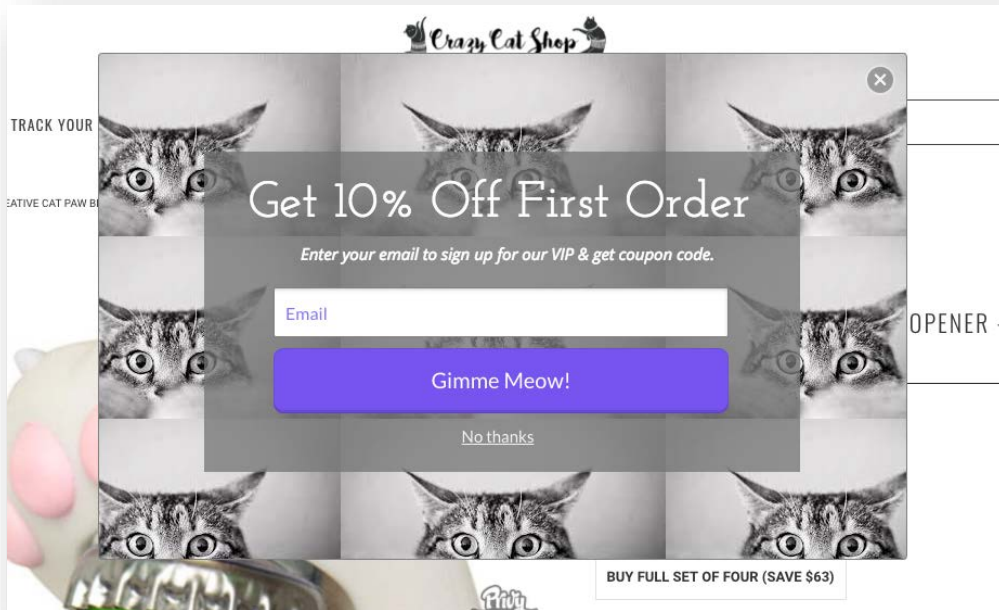 Crazy Cat Shop
TRACK YOUR
EATIVE CAT PAW
Get 10% Off First Order
Enter your email to sign up for our VIP & get coupon code.
Email
Gimme Meow!
No thanks
OPENER
BUY FULL SET OF FOUR (SAVE $63)
Privy